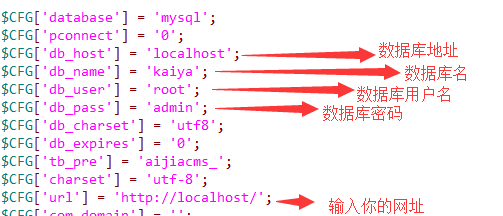 $CFG['database'] = 'mysql';
$CFG['pconnect'] = '0';
$CFG['db_host'] = 'localhost'; 数据库地址
$CFG['db_name'] = 'kaiya'; 数据库名
$CFG['db_user'] = 'root'; 数据库用户名
$CFG['db_pass'] = 'admin'; 数据库密码
$CFG['db_charset'] = 'utf8';
$CFG['db_expires'] = '0';
$CFG['tb_pre'] = 'aijiacms_';
$CFG['charset'] = 'utf-8';
$CFG['url'] = 'http://localhost/'; 输入你的网址
$CFG['com_domain'] = '';